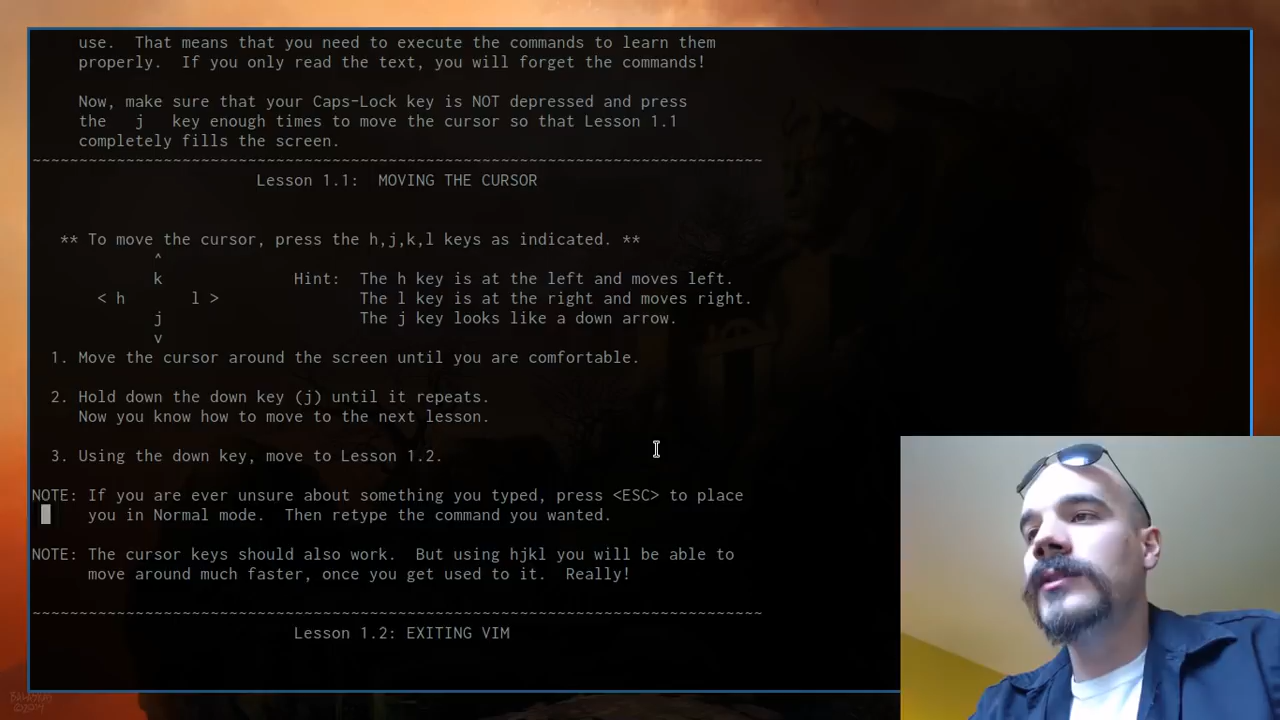 use.  That means that you need to execute the commands to learn them
properly.  If you only read the text, you will forget the commands!
Now, make sure that your Caps-Lock key is NOT depressed and press
the   j   key enough times to move the cursor so that Lesson 1.1
completely fills the screen.
~~~~~~~~~~~~~~~~~~~~~~~~~~~~~~~~~~~~~~~~~~~~~~~~~~~~~~~~~~~~~~~~~~~~~~~~~~~~~~
Lesson 1.1:  MOVING THE CURSOR
** To move the cursor, press the h,j,k,l keys as indicated. **
^
k              Hint:  The h key is at the left and moves left.
< h       l >               The l key is at the right and moves right.
j                     The j key looks like a down arrow.
v
1. Move the cursor around the screen until you are comfortable.
2. Hold down the down key (j) until it repeats.
Now you know how to move to the next lesson.
3. Using the down key, move to Lesson 1.2.
NOTE: If you are ever unsure about something you typed, press <ESC> to place
you in Normal mode.  Then retype the command you wanted.
NOTE: The cursor keys should also work.  But using hjkl you will be able to
move around much faster, once you get used to it.  Really!
~~~~~~~~~~~~~~~~~~~~~~~~~~~~~~~~~~~~~~~~~~~~~~~~~~~~~~~~~~~~~~~~~~~~~~~~~~~~~~
Lesson 1.2: EXITING VIM